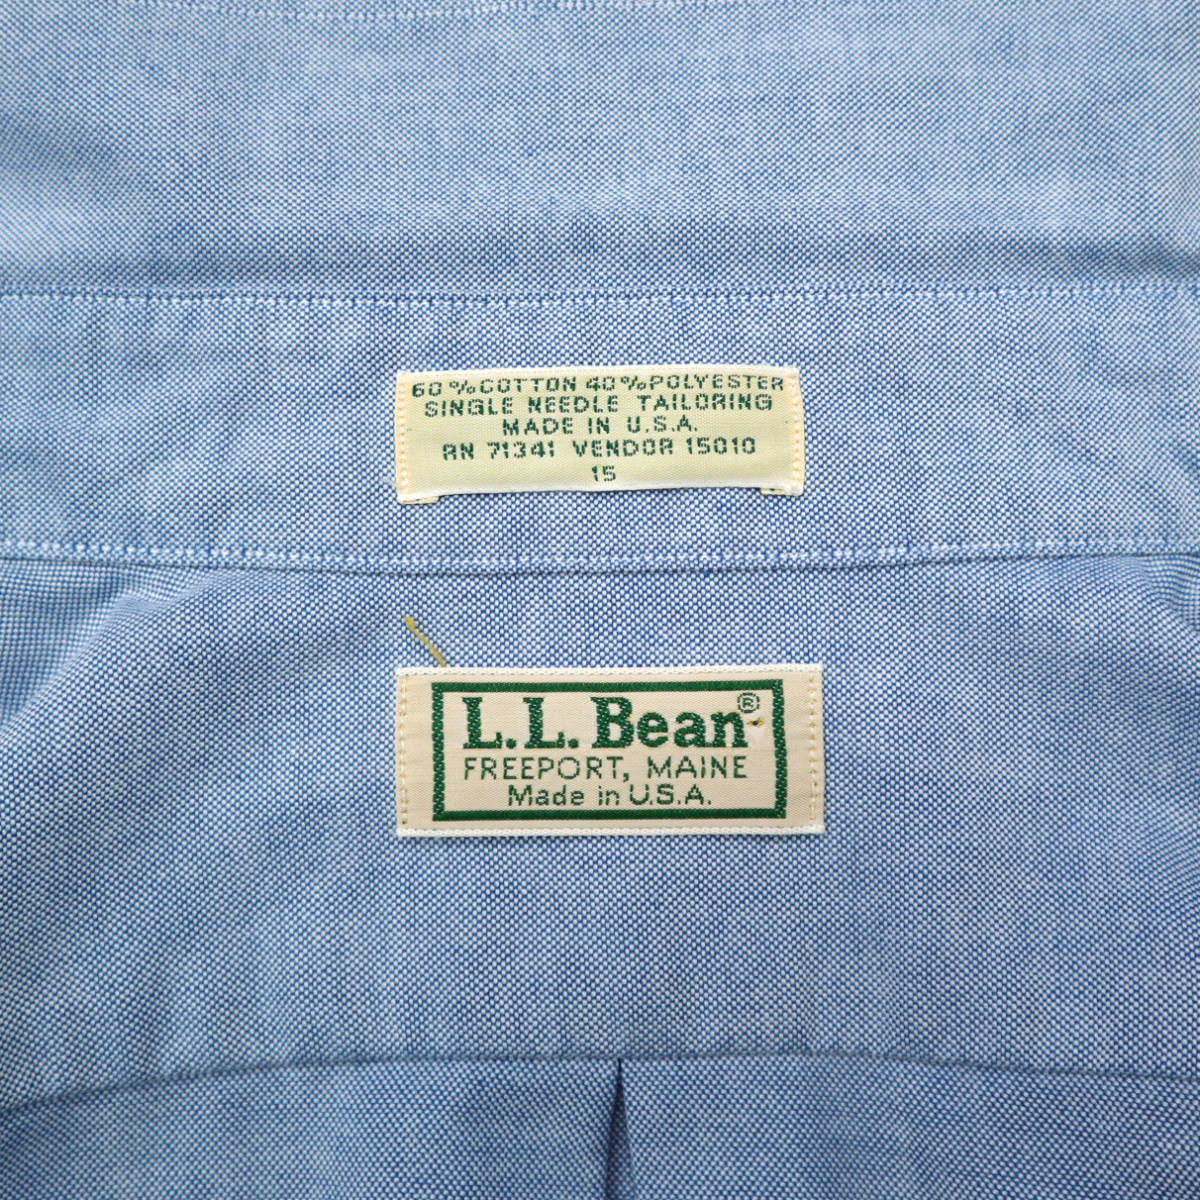 60% COTTON 40% POLYESTER
SINGLE NEEDLE TAILORING
MADE IN U.S.A.
RN 71341 VENDOR 15010
15
L.L.Bean®
FREEPORT, MAINE
Made in U.S.A.